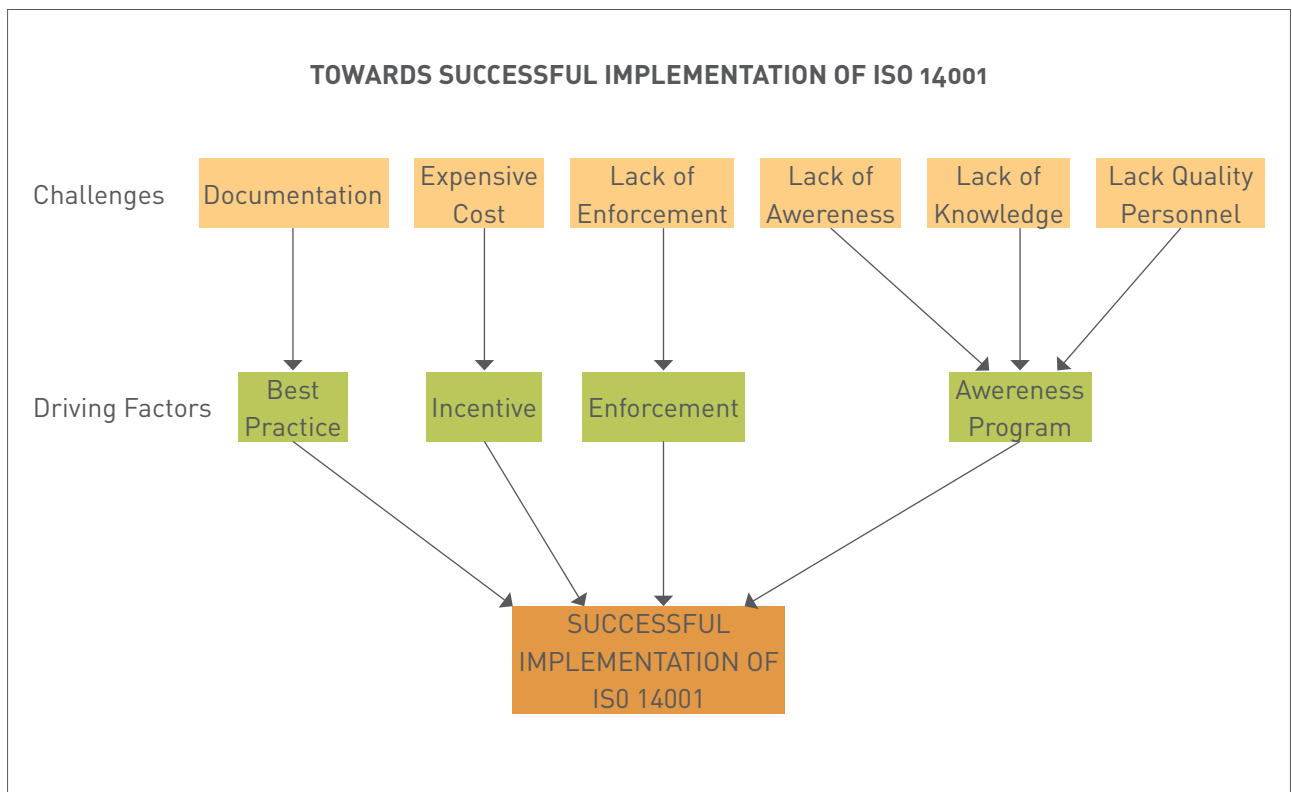 TOWARDS SUCCESSFUL IMPLEMENTATION OF ISO 14001
Challenges
Documentation
Expensive
Cost
Lack of
Enforcement
Lack of
Awereness
Lack of
Knowledge
Lack Quality
Personnel
Driving Factors
Best
Practice
Incentive
Enforcement
Awereness
Program
SUCCESSFUL
IMPLEMENTATION OF
IS0 14001